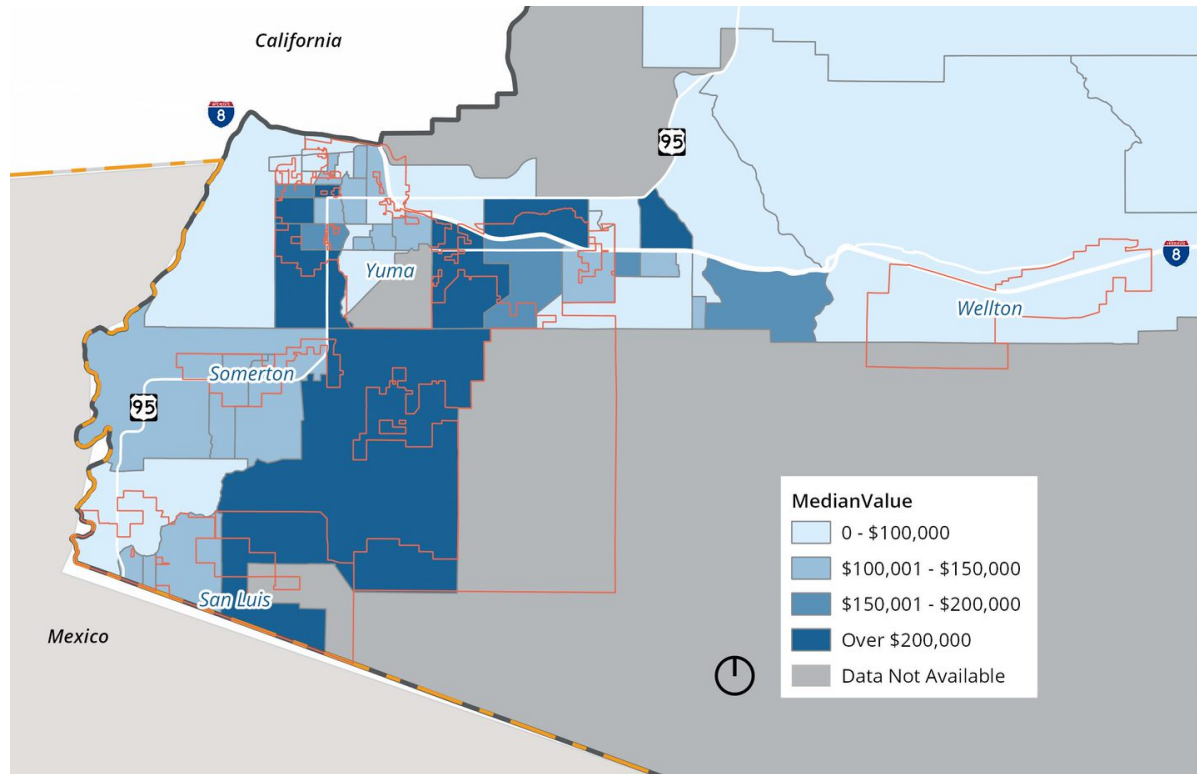 California
8
95
8
Yuma
Wellton
Somerton
95
MedianValue
0 - $100,000
$100,001 - $150,000
$150,001 - $200,000
Over $200,000
Data Not Available
San Luis
Mexico